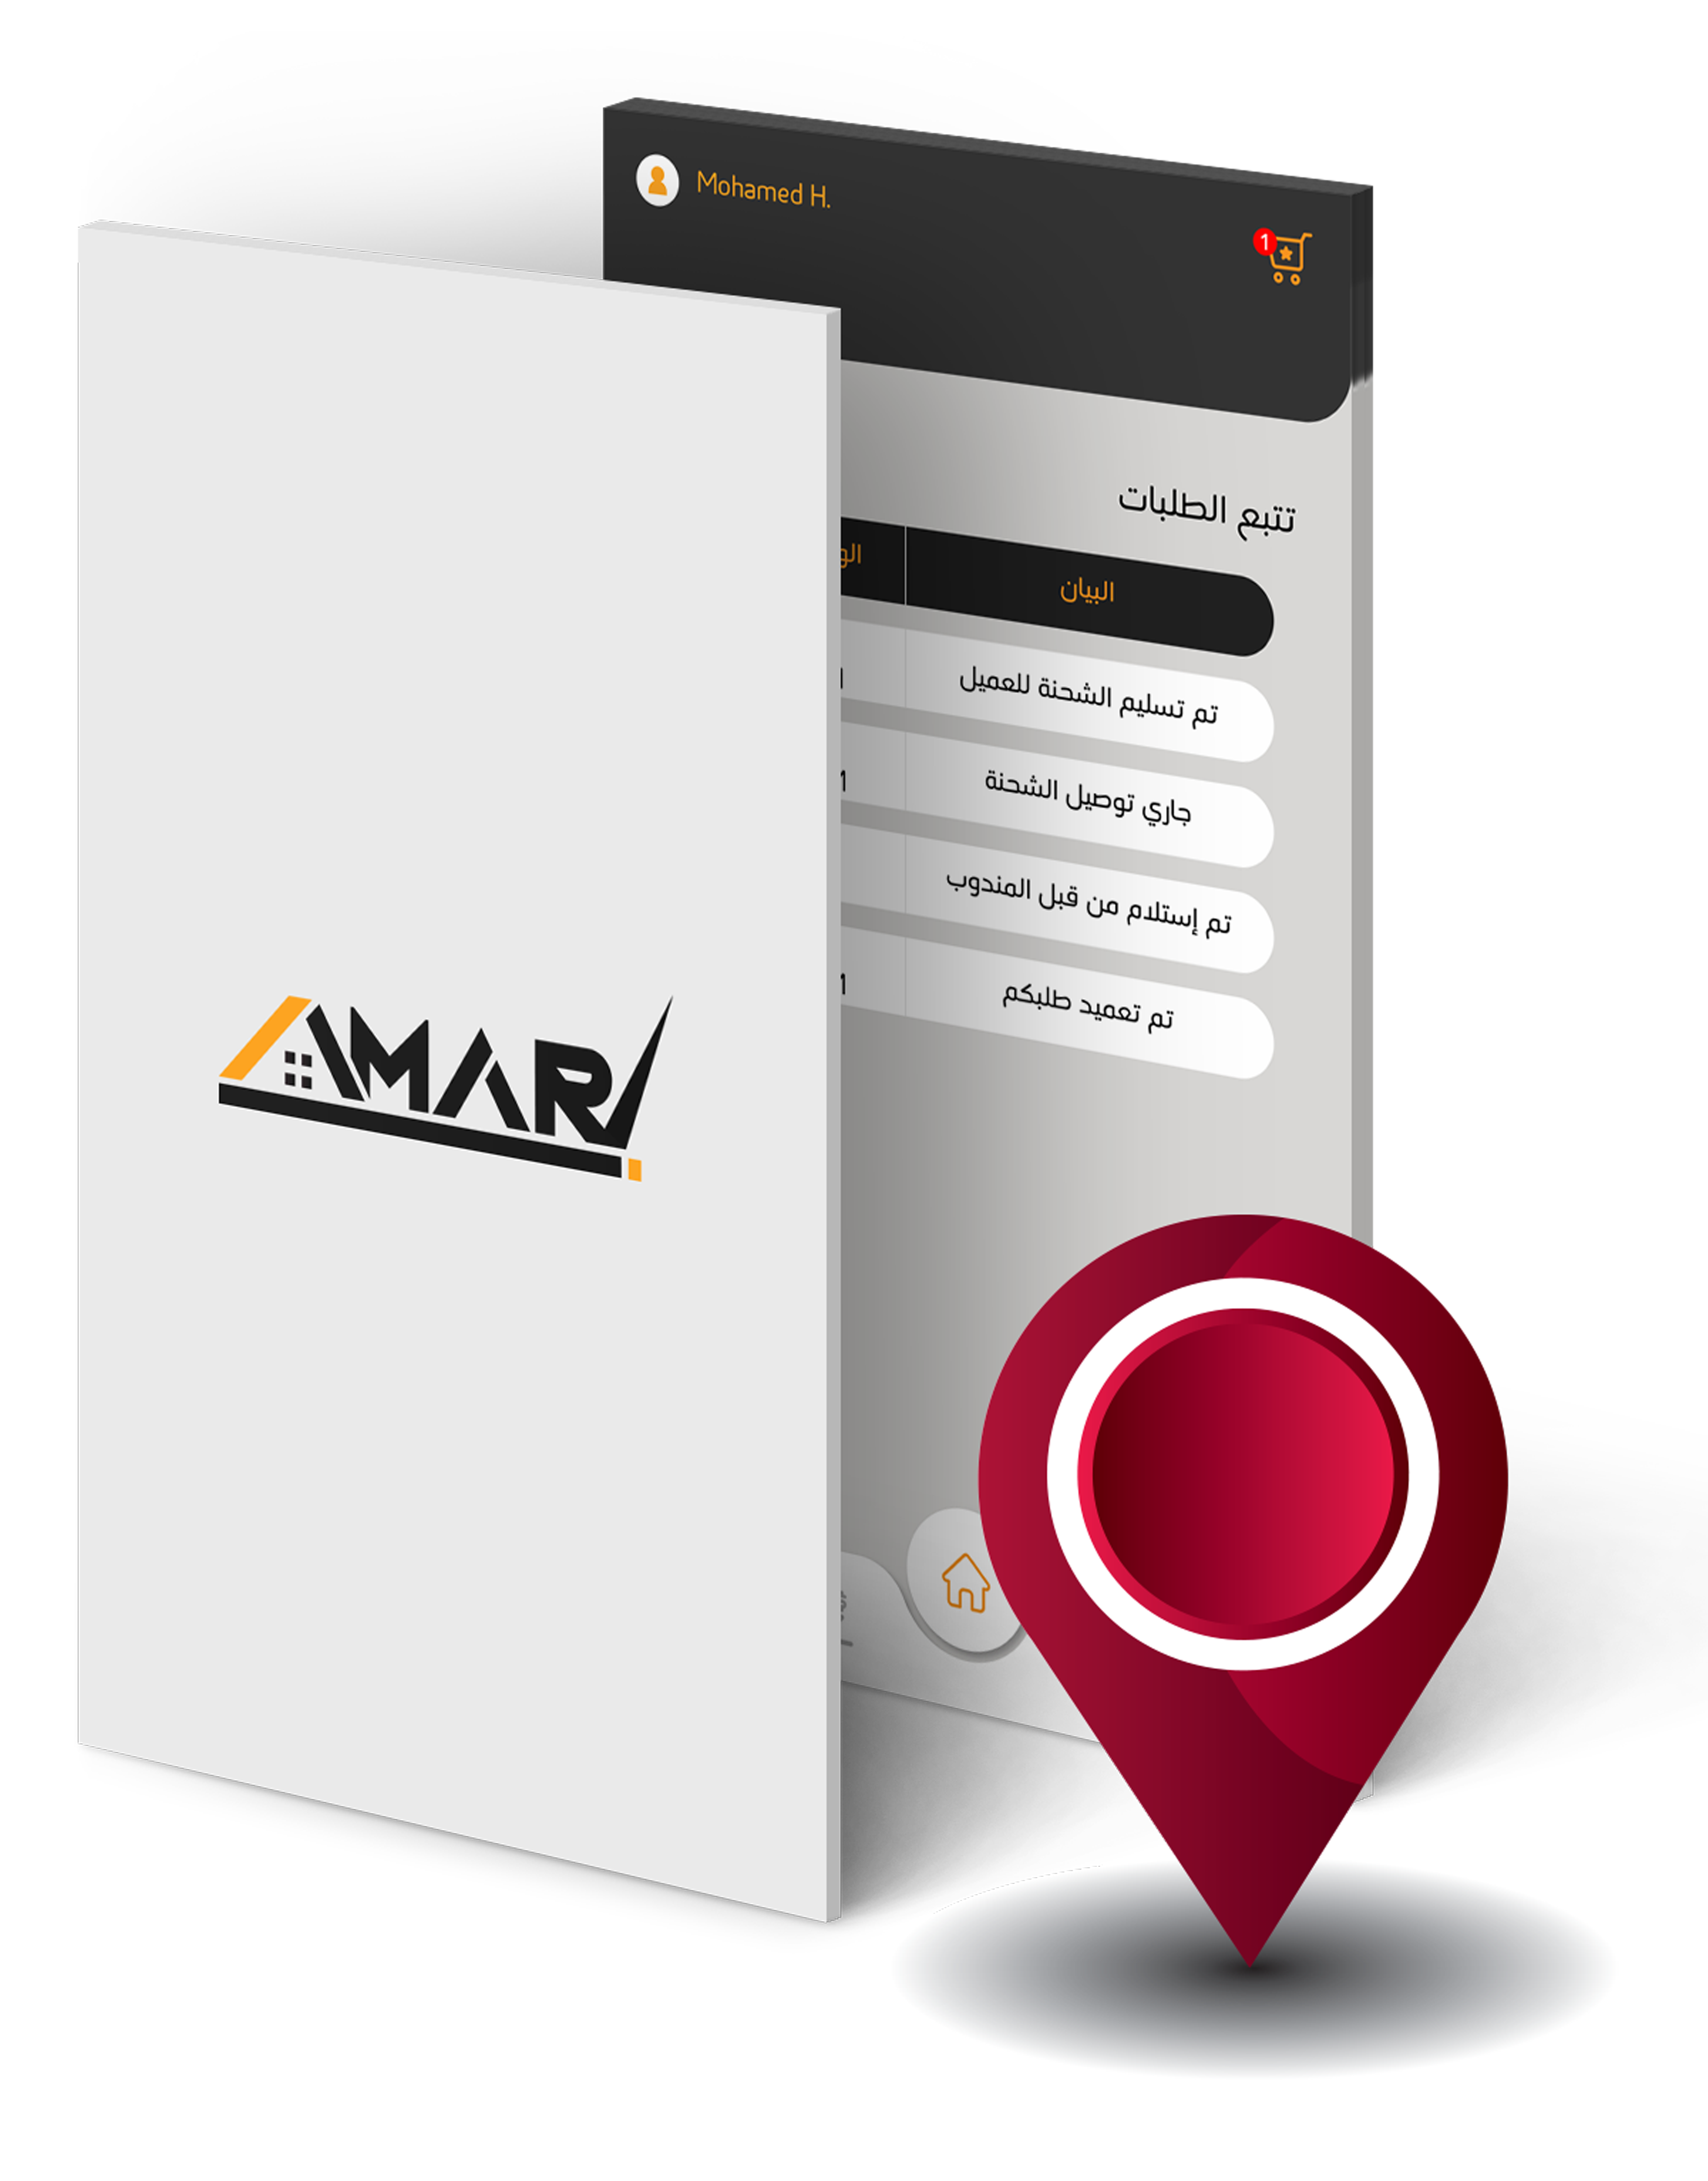 Mohamed H.
1
تتبع الطلبات
البيان
تم تسليم الشحنة للعميل
جاري توصيل الشحنة
تم إستلام من قبل المندوب
تم تعميد طلبكم
AMAR